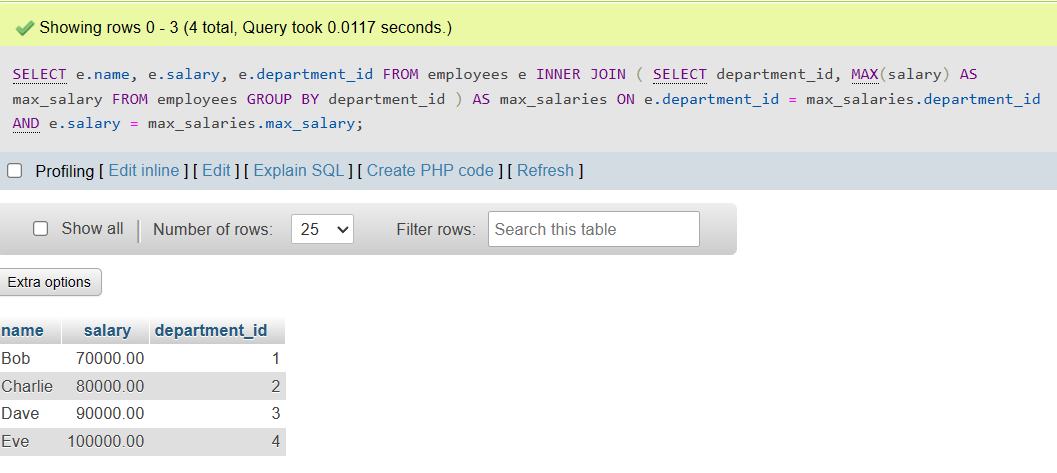 Showing rows 0 - 3 (4 total, Query took 0.0117 seconds.)
SELECT e.name, e.salary, e.department_id FROM employees e INNER JOIN ( SELECT department_id, MAX(salary) AS
max_salary FROM employees GROUP BY department_id ) AS max_salaries ON e.department_id = max_salaries.department_id
AND e.salary = max_salaries.max_salary;
Profiling [ Edit inline ] [ Edit ] [ Explain SQL ] [ Create PHP code ] [ Refresh ]
Show all Number of rows: 25 Filter rows: Search this table
Extra options
name salary department_id
Bob 70000.00 1
Charlie 80000.00 2
Dave 90000.00 3
Eve 100000.00 4